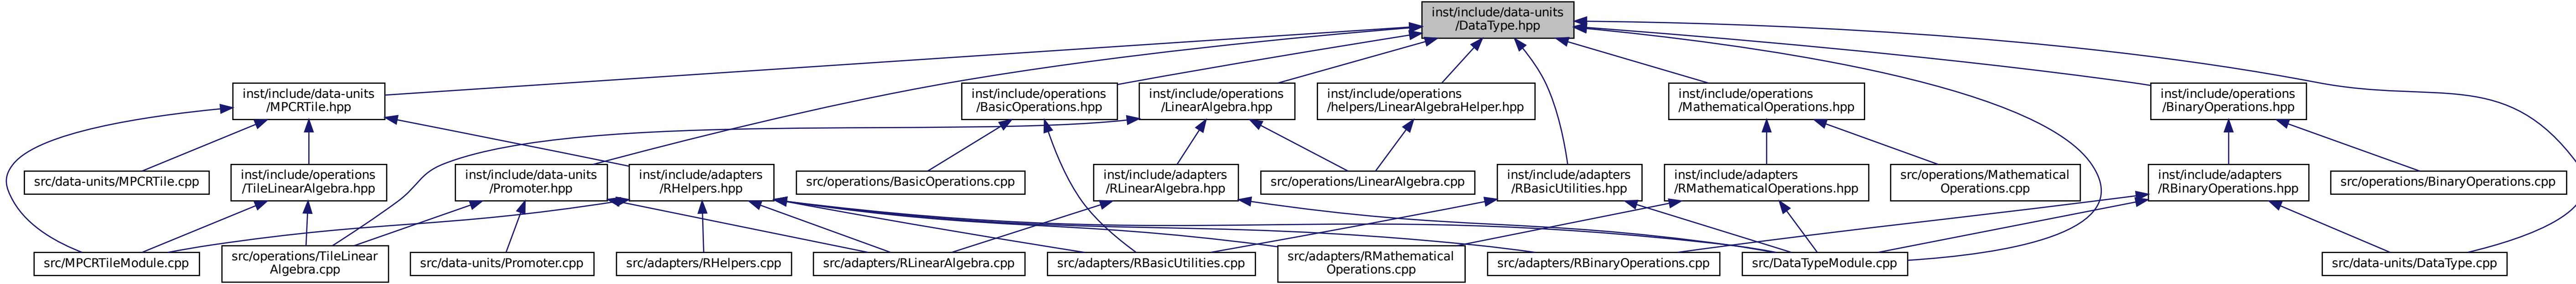 inst/include/data-units
/DataType.hpp
inst/include/data-units
/MPCRTile.hpp
inst/include/operations
/BasicOperations.hpp
inst/include/operations
/LinearAlgebra.hpp
inst/include/operations
/helpers/LinearAlgebraHelper.hpp
inst/include/operations
/MathematicalOperations.hpp
inst/include/operations
/BinaryOperations.hpp
src/data-units/MPCRTile.cpp
inst/include/operations
/TileLinearAlgebra.hpp
inst/include/data-units
/Promoter.hpp
inst/include/adapters
/RHelpers.hpp
src/operations/BasicOperations.cpp
inst/include/adapters
/RLinearAlgebra.hpp
src/operations/LinearAlgebra.cpp
inst/include/adapters
/RBasicUtilities.hpp
inst/include/adapters
/RMathematicalOperations.hpp
src/operations/Mathematical
Operations.cpp
inst/include/adapters
/RBinaryOperations.hpp
src/operations/BinaryOperations.cpp
src/MPCRTileModule.cpp
src/operations/TileLinear
Algebra.cpp
src/data-units/Promoter.cpp
src/adapters/RHelpers.cpp
src/adapters/RLinearAlgebra.cpp
src/adapters/RBasicUtilities.cpp
src/adapters/RMathematical
Operations.cpp
src/adapters/RBinaryOperations.cpp
src/DataTypeModule.cpp
src/data-units/DataType.cpp